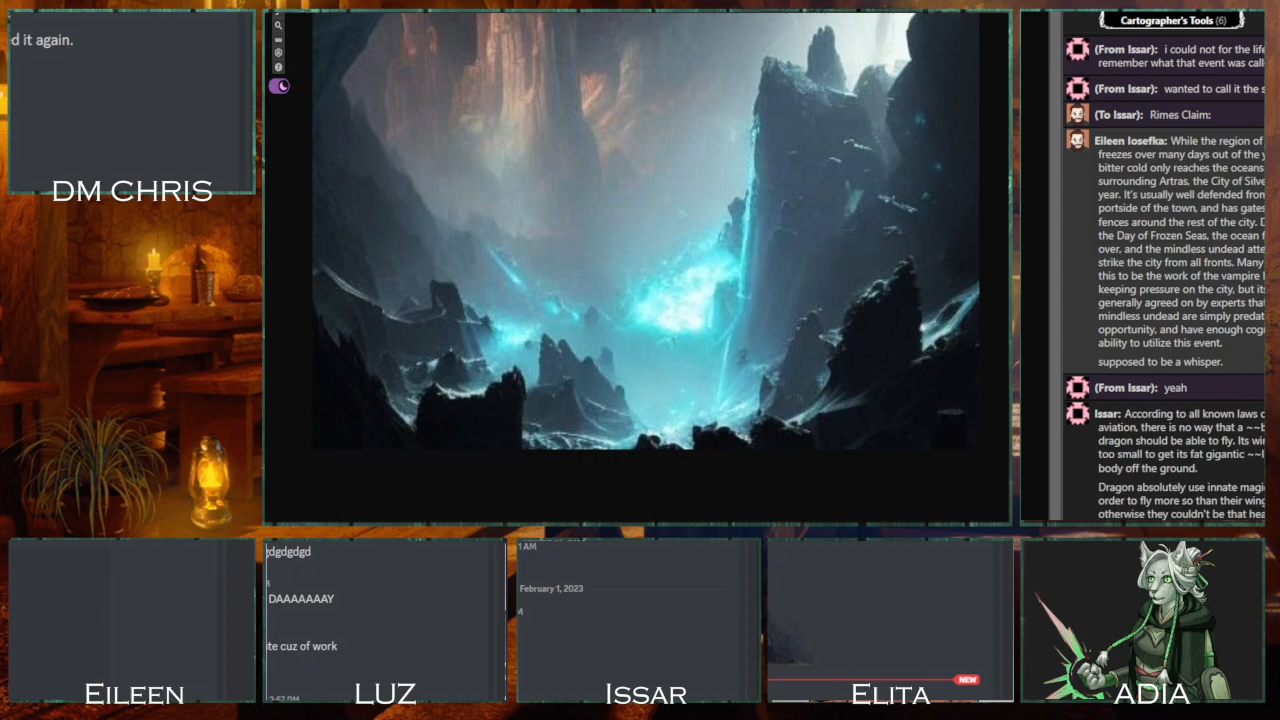 d it again.
DM CHRIS
Cartographer's Tools (6)
(From Issar): i could not for the life
remember what that event was call
(From Issar): wanted to call it the s
(To Issar): Rimes Claim:
Eileen Iosefka: While the region of
freezes over many days out of the y
bitter cold only reaches the oceans
surrounding Artras, the City of Silve
year. It's usually well defended from
portside of the town, and has gates
fences around the rest of the city. D
the Day of Frozen Seas, the ocean f
over, and the mindless undead atte
strike the city from all fronts. Many
this to be the work of the vampire l
keeping pressure on the city, but its
generally agreed on by experts that
mindless undead are simply predat
opportunity, and have enough cog
ability to utilize this event.
supposed to be a whisper.
(From Issar): yeah
Issar: According to all known laws o
aviation, there is no way that a ~~b
dragon should be able to fly. Its win
too small to get its fat gigantic ~~l
body off the ground.
Dragon absolutely use innate magi
order to fly more so than their wing
otherwise they couldn't be that hea
EILEEN
gdgdgdgd
DAAAAAAAY
te cuz of work
2:57 PM
LUZ
1 AM
February 1, 2023
M
ISSAR
NEW
ELITA
ADIA